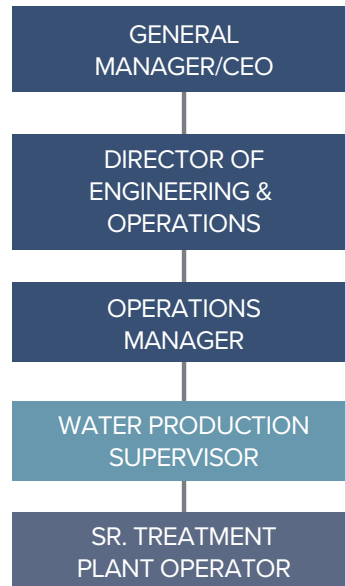 GENERAL
MANAGER/CEO
DIRECTOR OF
ENGINEERING &
OPERATIONS
OPERATIONS
MANAGER
WATER PRODUCTION
SUPERVISOR
SR. TREATMENT
PLANT OPERATOR